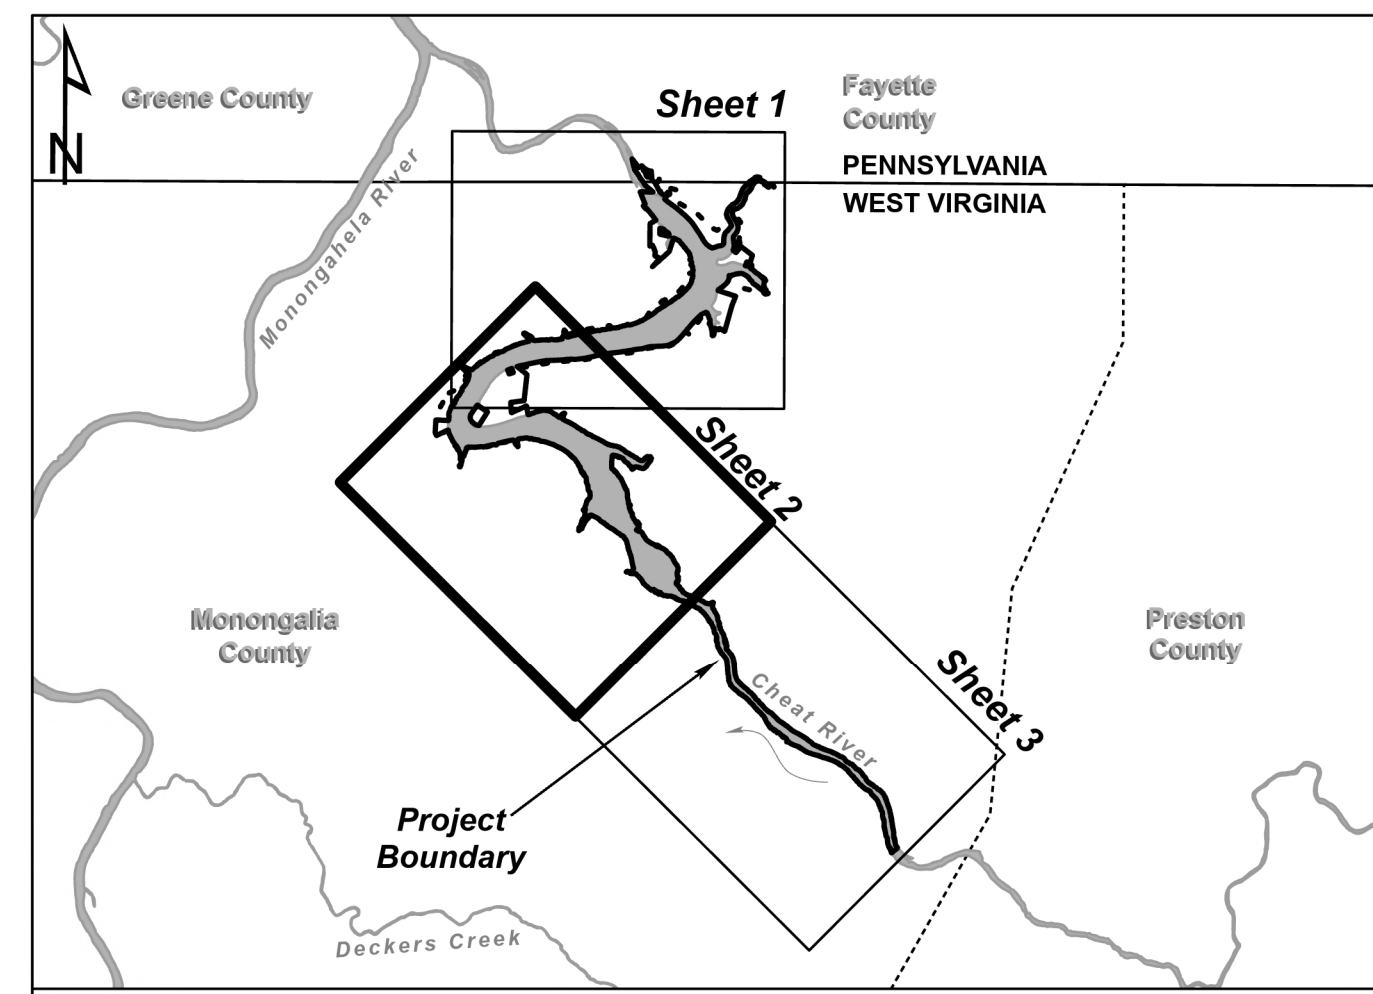 Sheet 1
Fayette
County
Greene County
N
PENNSYLVANIA
WEST VIRGINIA
Monongahela River
Sheet 2
Monongalia
County
Preston
County
Sheet 3
Cheat River
Project
Boundary
Deckers Creek